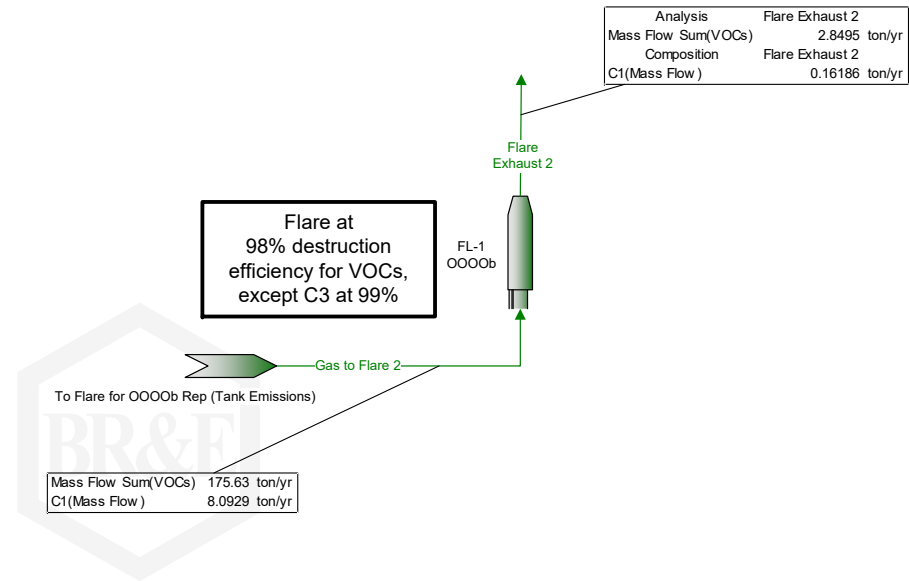 Analysis Flare Exhaust 2
Mass Flow Sum(VOCs) 2.8495 ton/yr
Composition Flare Exhaust 2
C1(Mass Flow) 0.16186 ton/yr
Flare
Exhaust 2
Flare at
98% destruction
efficiency for VOCs,
except C3 at 99%
FL-1
OOOOb
Gas to Flare 2
To Flare for OOOOb Rep (Tank Emissions)
BR&E
Mass Flow Sum(VOCs) 175.63 ton/yr
C1(Mass Flow) 8.0929 ton/yr